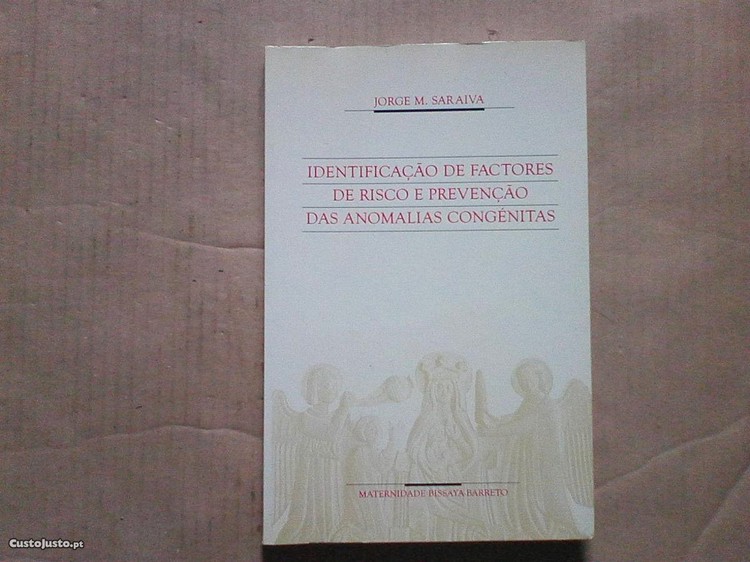 JORGE M. SARAIVA
IDENTIFICAÇÃO DE FACTORES
DE RISCO E PREVENÇÃO
DAS ANOMALIAS CONGÉNITAS
MATERNIDADE BISSAYA-BARRETO
CustoJusto.pt